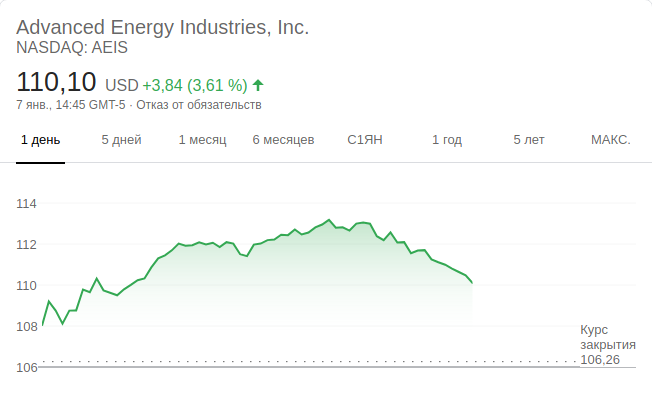 Advanced Energy Industries, Inc.
NASDAQ: AEIS
110,10 USD +3,84 (3,61 %)
7 янв., 14:45 GMT-5 · Отказ от обязательств
1 день 5 дней 1 месяц 6 месяцев С1ЯН 1 год 5 лет МАКС.
114
112
110
108
106
Курс
закрытия
106,26